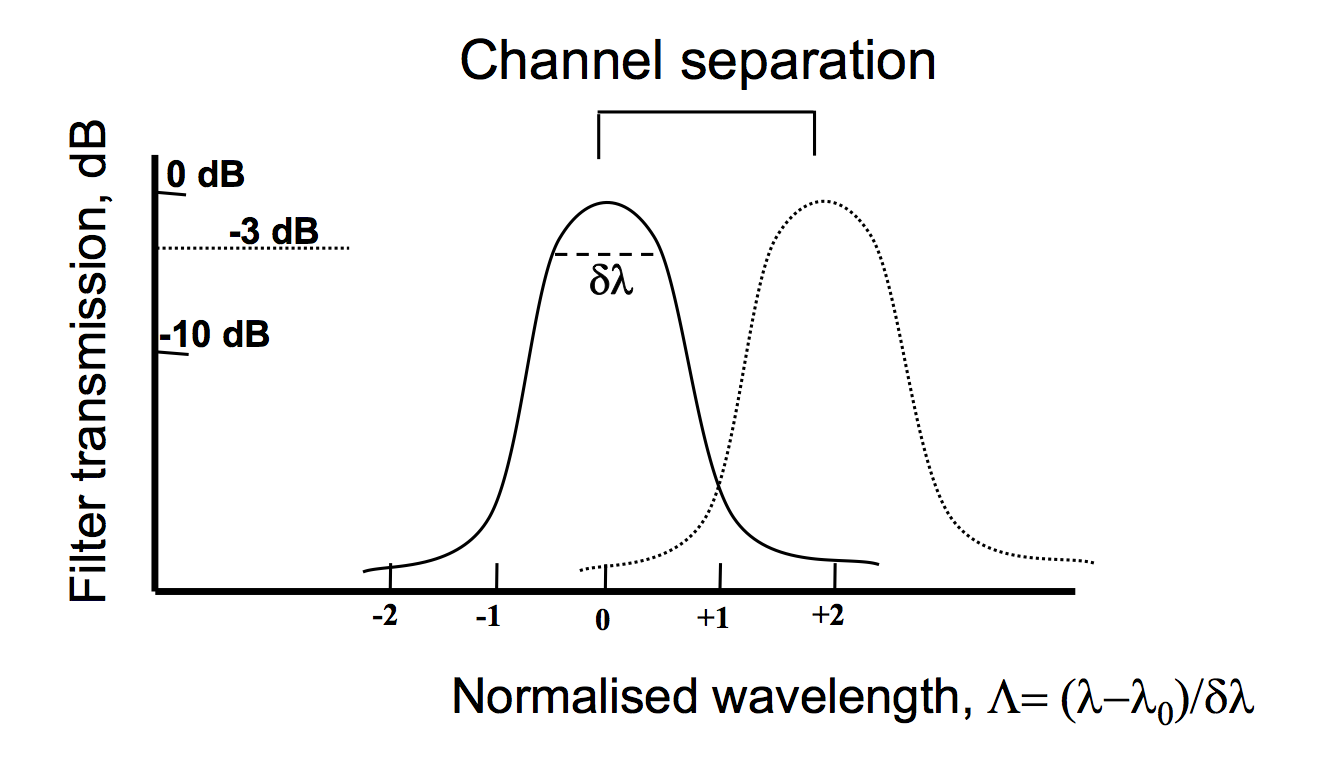 Channel separation
Filter transmission, dB
0 dB
-3 dB
δλ
-10 dB
-2 -1 0 +1 +2
Normalised wavelength, Λ= (λ−λ0)/δλ